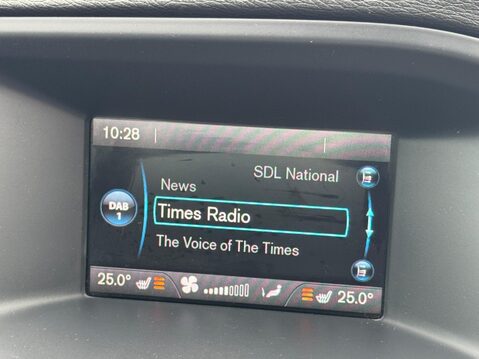 10:28
SDL National
News
DAB
1
Times Radio
The Voice of The Times
25.0° 25.0°